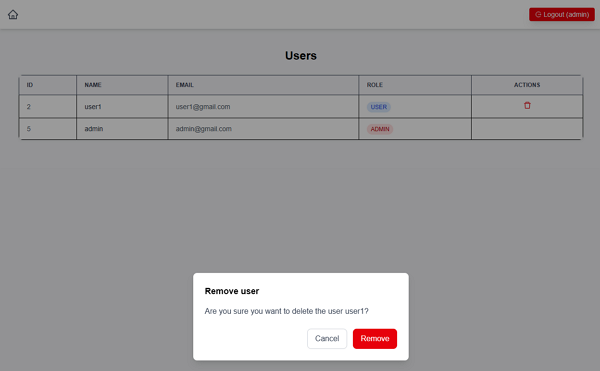 Logout (admin)
Users
ID NAME EMAIL ROLE ACTIONS
2 user1 user1@gmail.com USER
5 admin admin@gmail.com ADMIN
Remove user
Are you sure you want to delete the user user1?
Cancel Remove